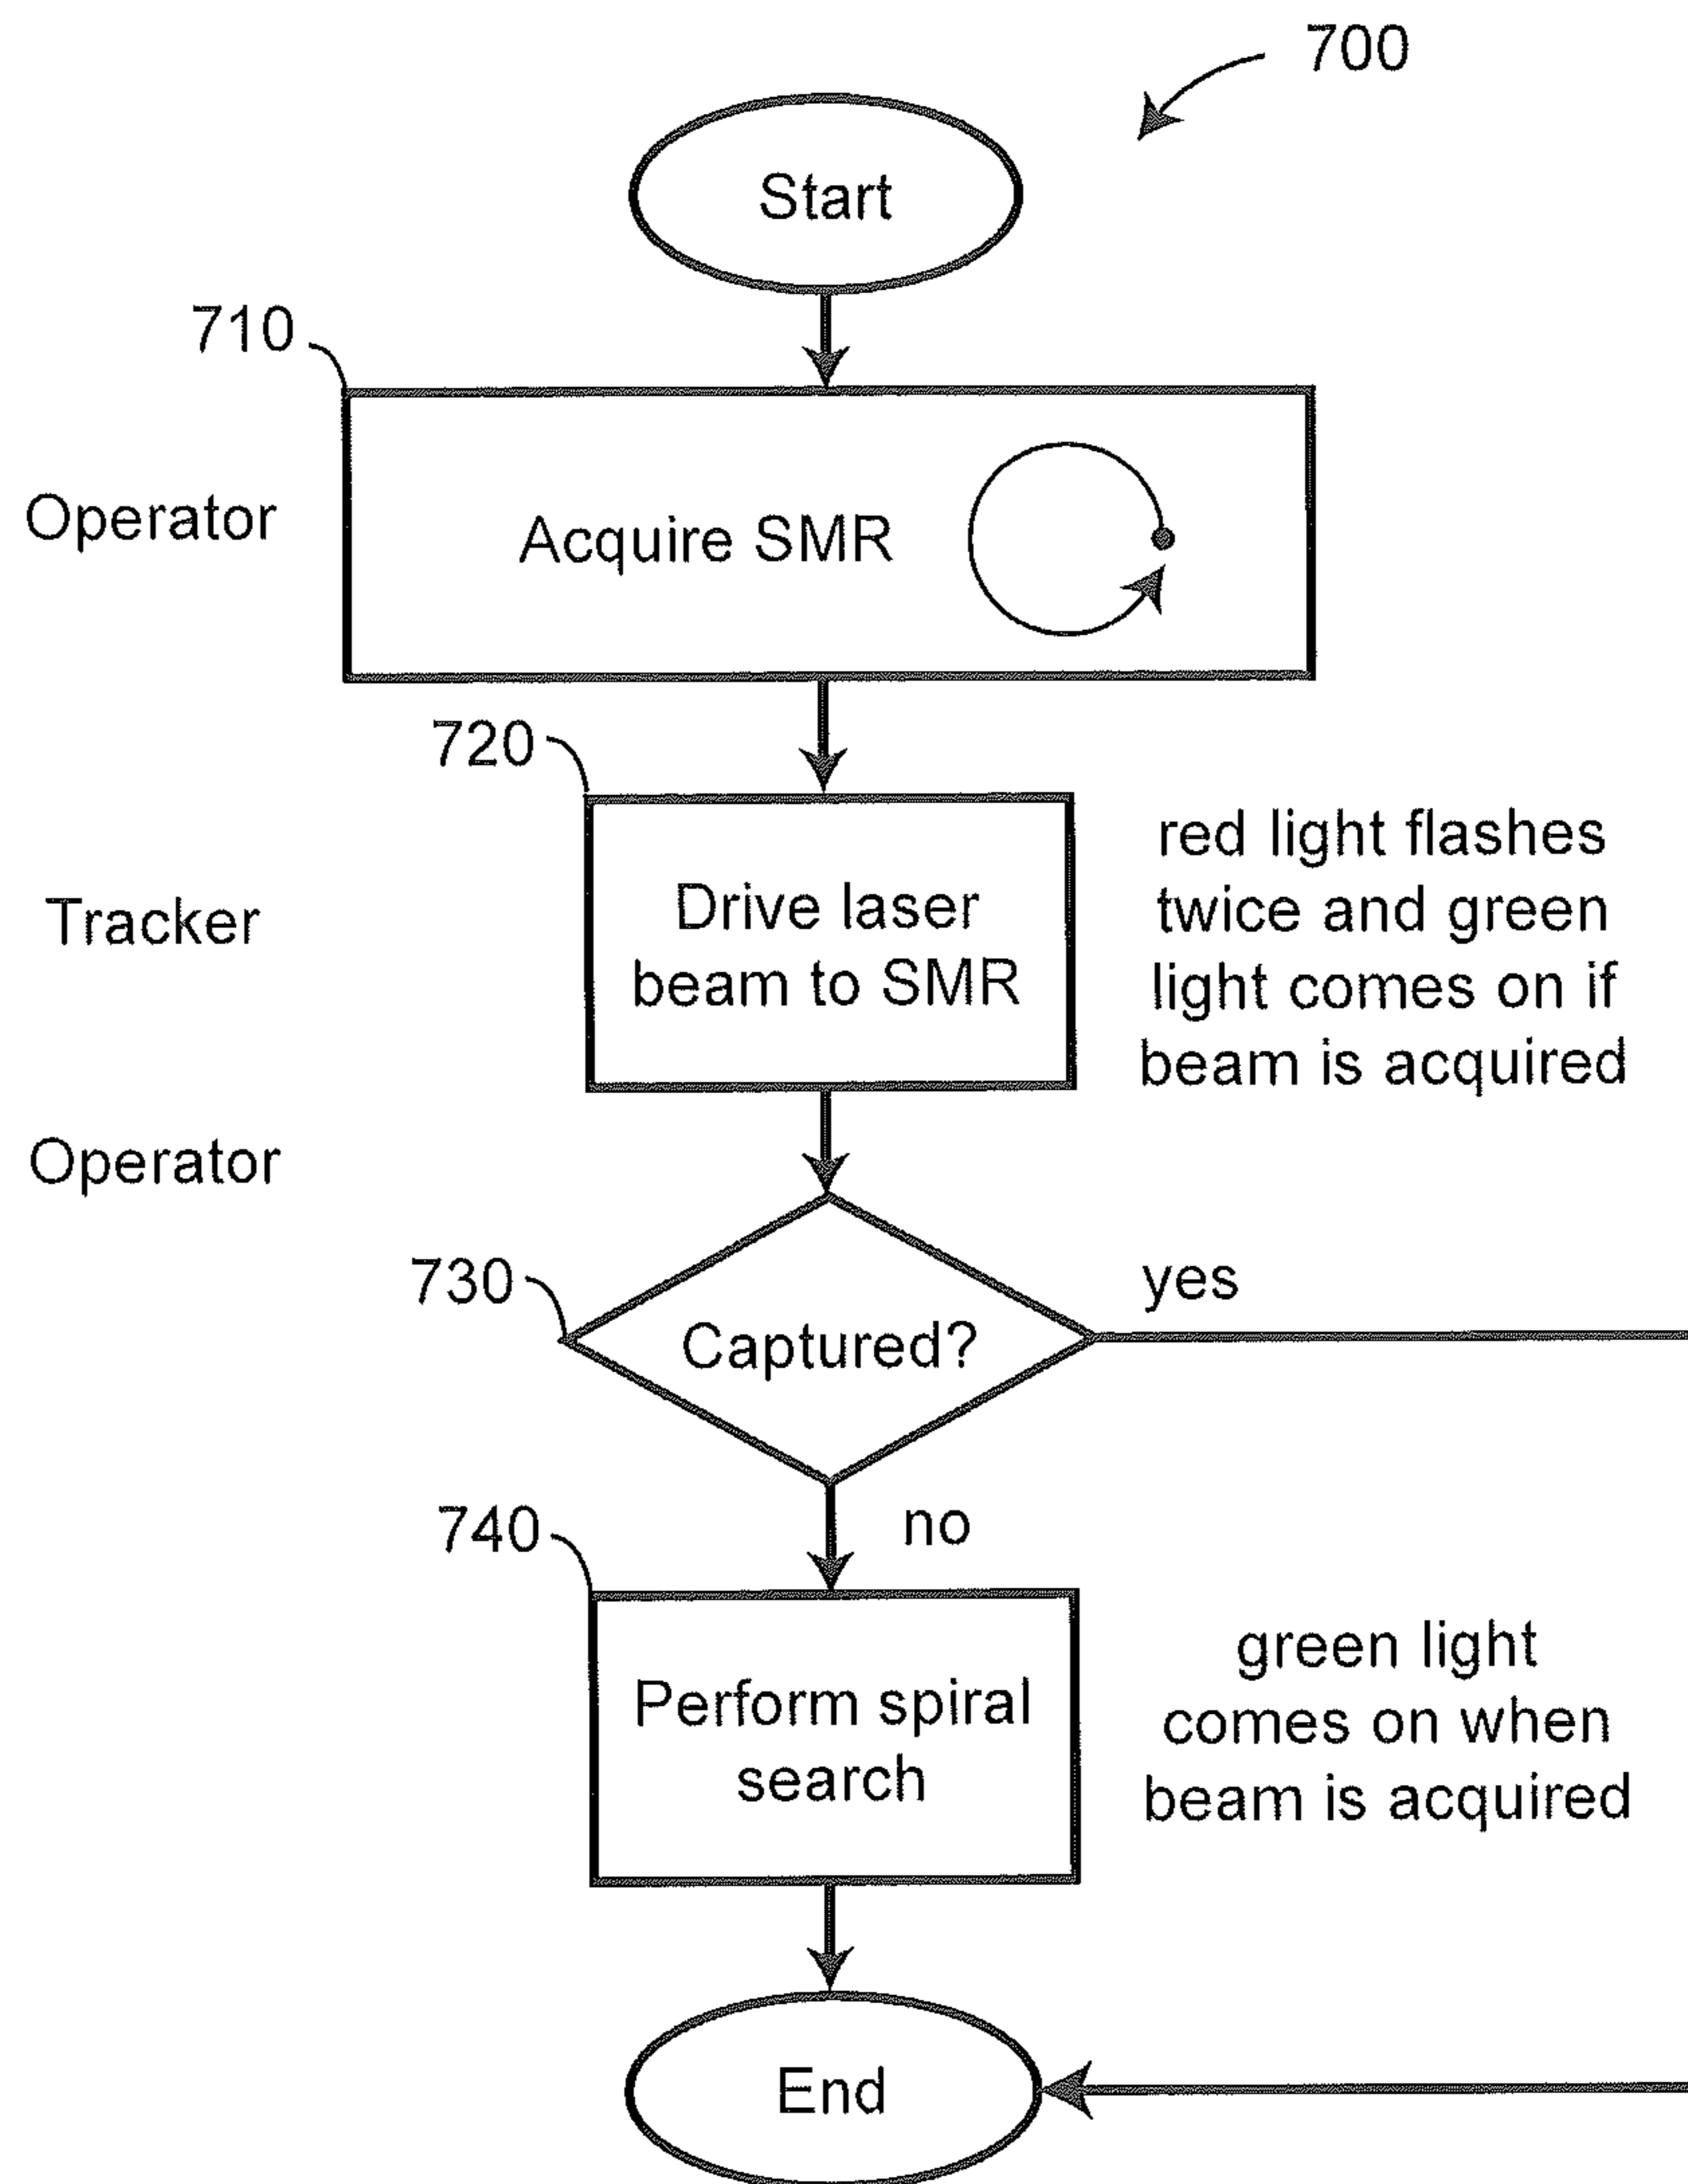 700
Start
710
Operator
Acquire SMR
720
Tracker
Drive laser
beam to SMR
red light flashes
twice and green
light comes on if
beam is acquired
Operator
730
Captured?
yes
no
740
Perform spiral
search
green light
comes on when
beam is acquired
End